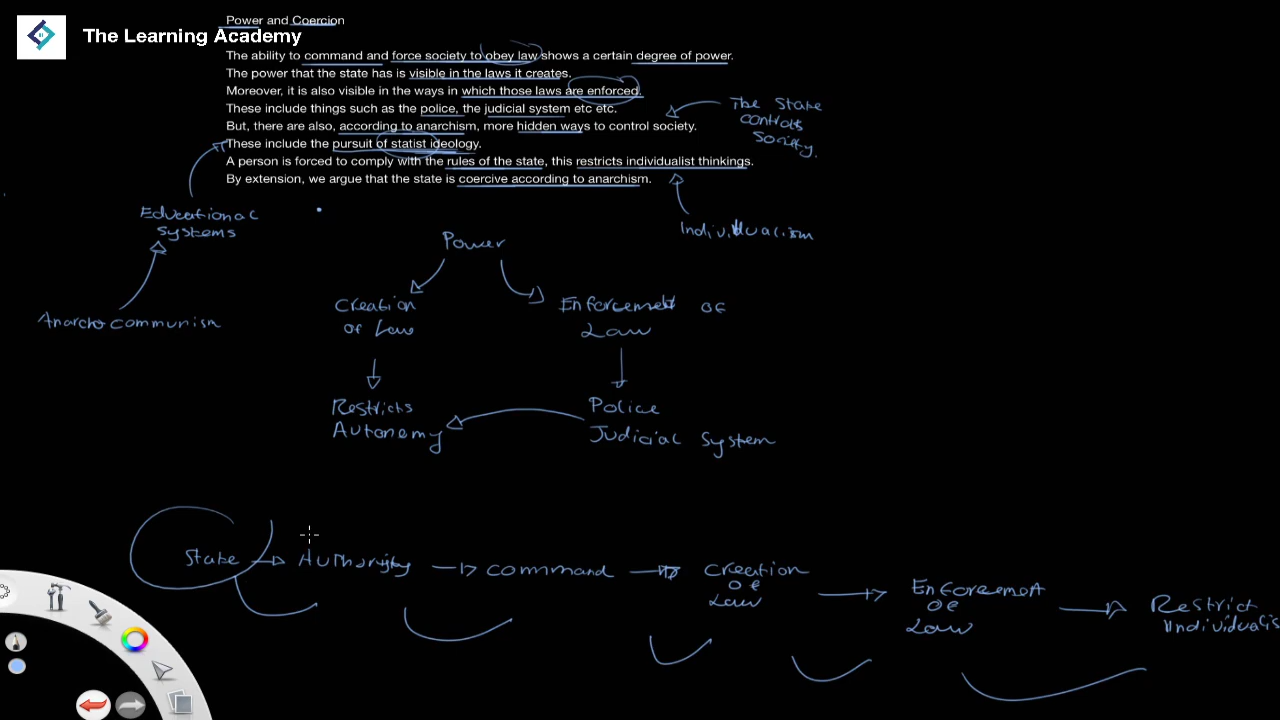 The Learning Academy
Power and Coercion
The ability to command and force society to obey law shows a certain degree of power.
The power that the state has is visible in the laws it creates.
Moreover, it is also visible in the ways in which those laws are enforced.
These include things such as the police, the judicial system etc etc.
But, there are also, according to anarchism, more hidden ways to control society.
These include the pursuit of statist ideology.
A person is forced to comply with the rules of the state, this restricts individualist thinkings.
By extension, we argue that the state is coercive according to anarchism.
The State
controls
Society.
Educational
Systems
Individualism
Anarcho communism
Power
Creation
of Law
Enforcement of
Law
Restricts
Autonomy
Police
Judicial System
State
Authority
command
Creation
of
Law
Enforcement
of
Law
Restrict
Individualis